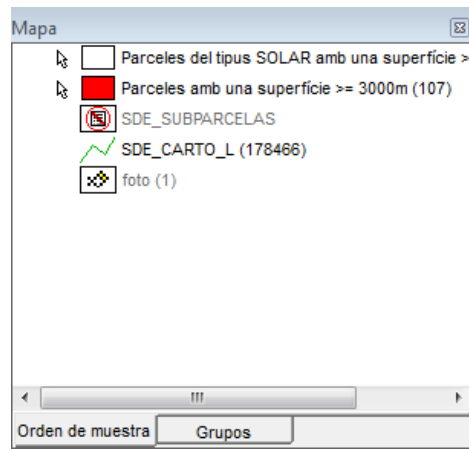 Mapa
Parceles del tipus SOLAR amb una superfície >
Parceles amb una superfície >= 3000m (107)
SDE_SUBPARCELAS
SDE_CARTO_L (178466)
foto (1)
Orden de muestra
Grupos